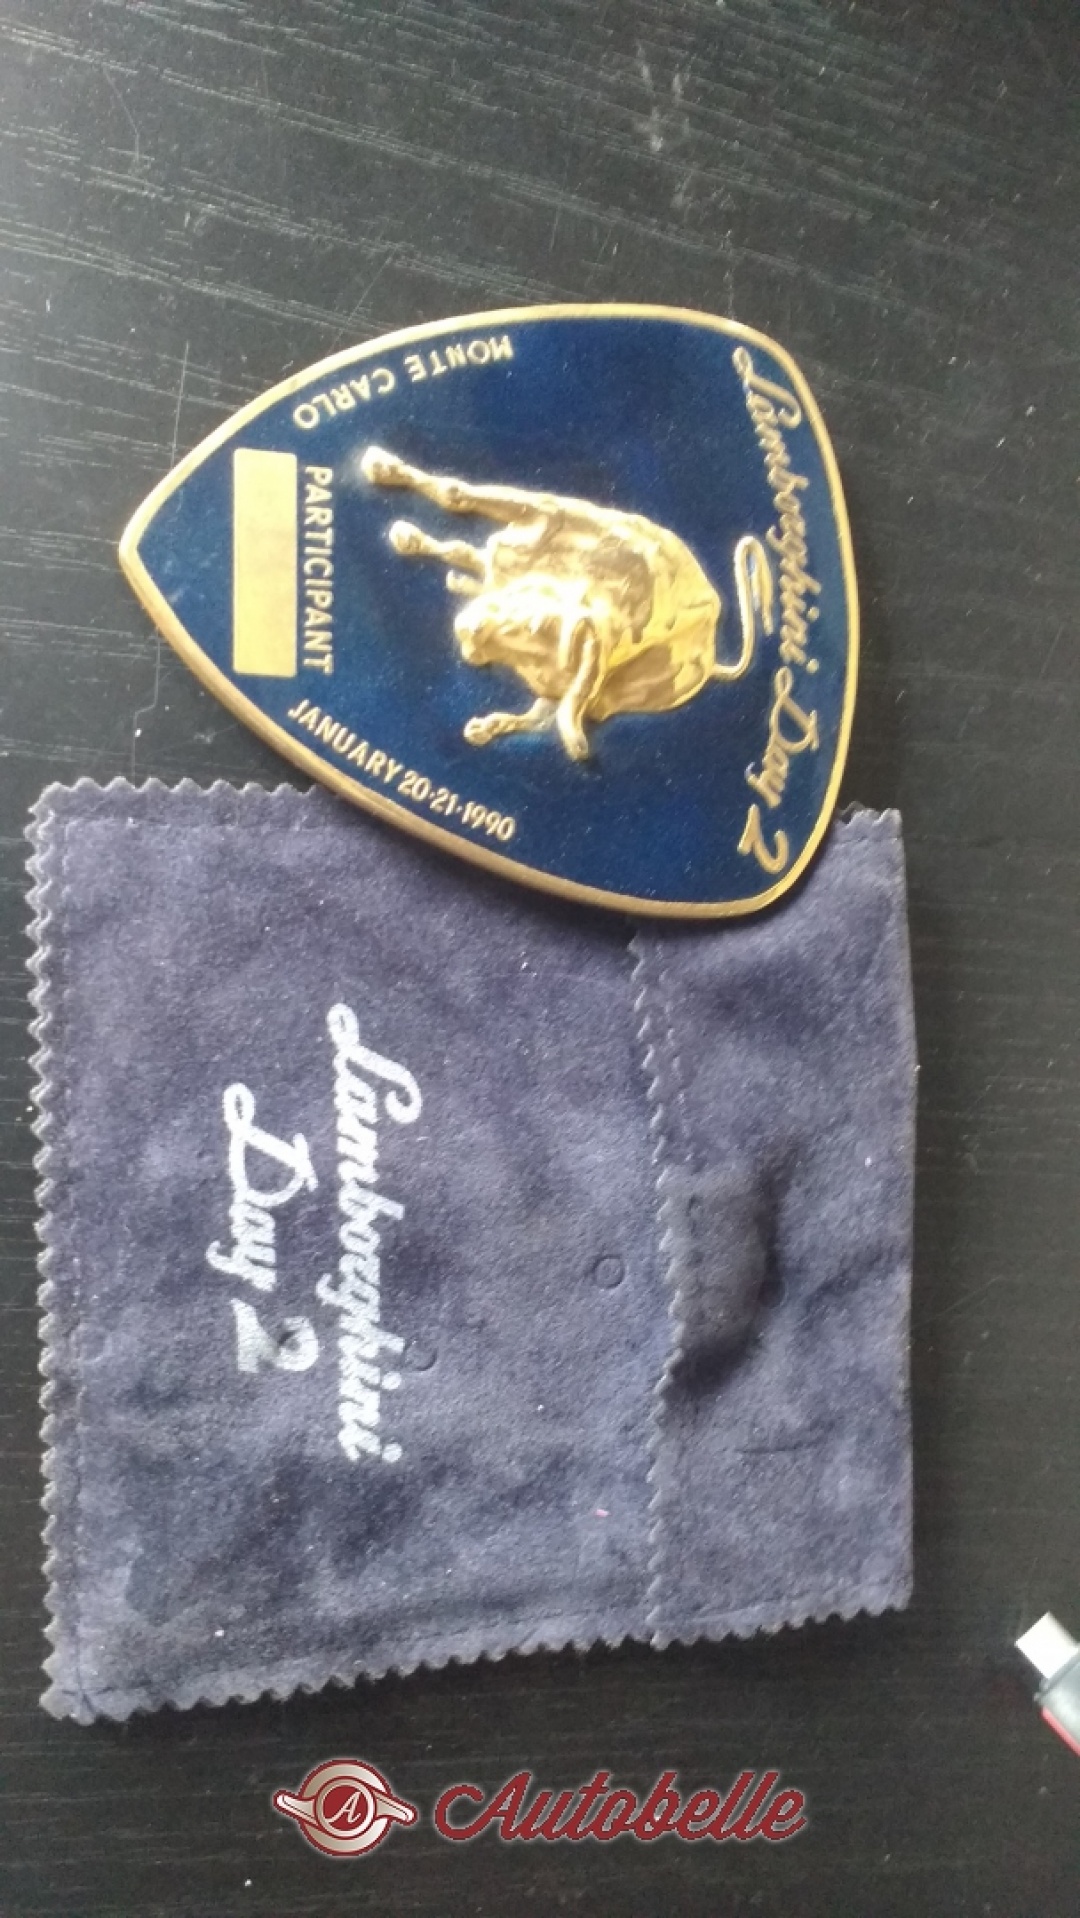 Lamborghini Day 2
MONTE CARLO
JANUARY 20·21·1990
PARTICIPANT
Lamborghini
Day 2
A Autobelle